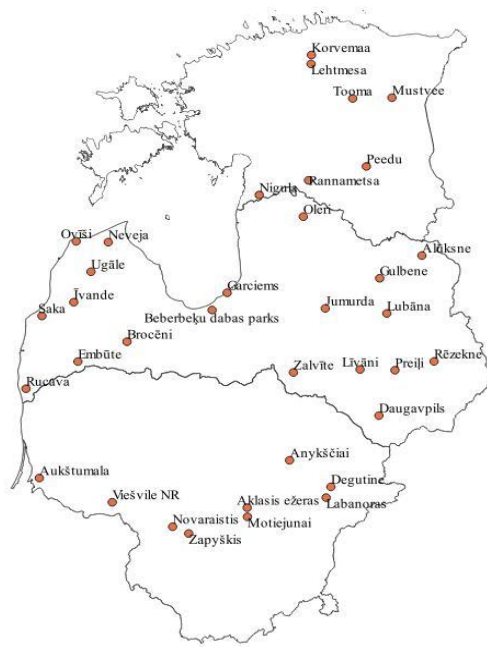 Korvemaa
Lehtmesa
Tooma
Mustvee
Peedu
Rannametsa
Nigula
Oleri
Ovīši
Neveja
Alūksne
Ugāle
Gulbene
Garciems
Īvande
Saka
Beberbeķu dabas parks
Jumurda
Lubāna
Brocēni
Embūte
Zalvīte
Līvāni
Preiļi
Rēzekne
Rucava
Daugavpils
Anykščiai
Aukštumala
Degutine
Viešvile NR
Aklasis ežeras
Labanoras
Novaraistis
Motiejunai
Zapyškis